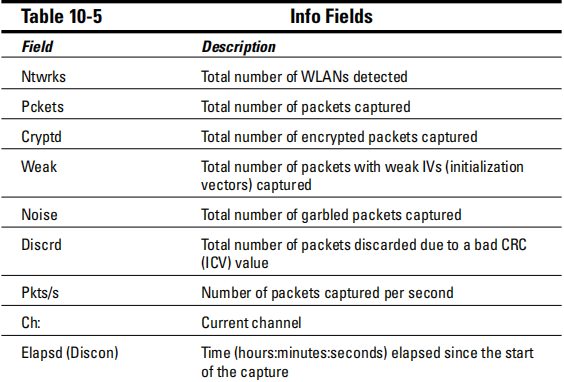 Table 10-5 Info Fields
Field Description
Ntwrks Total number of WLANs detected
Pckets Total number of packets captured
Cryptd Total number of encrypted packets captured
Weak Total number of packets with weak IVs (initialization
vectors) captured
Noise Total number of garbled packets captured
Discrd Total number of packets discarded due to a bad CRC
(ICV) value
Pkts/s Number of packets captured per second
Ch: Current channel
Elapsd (Discon) Time (hours:minutes:seconds) elapsed since the start
of the capture